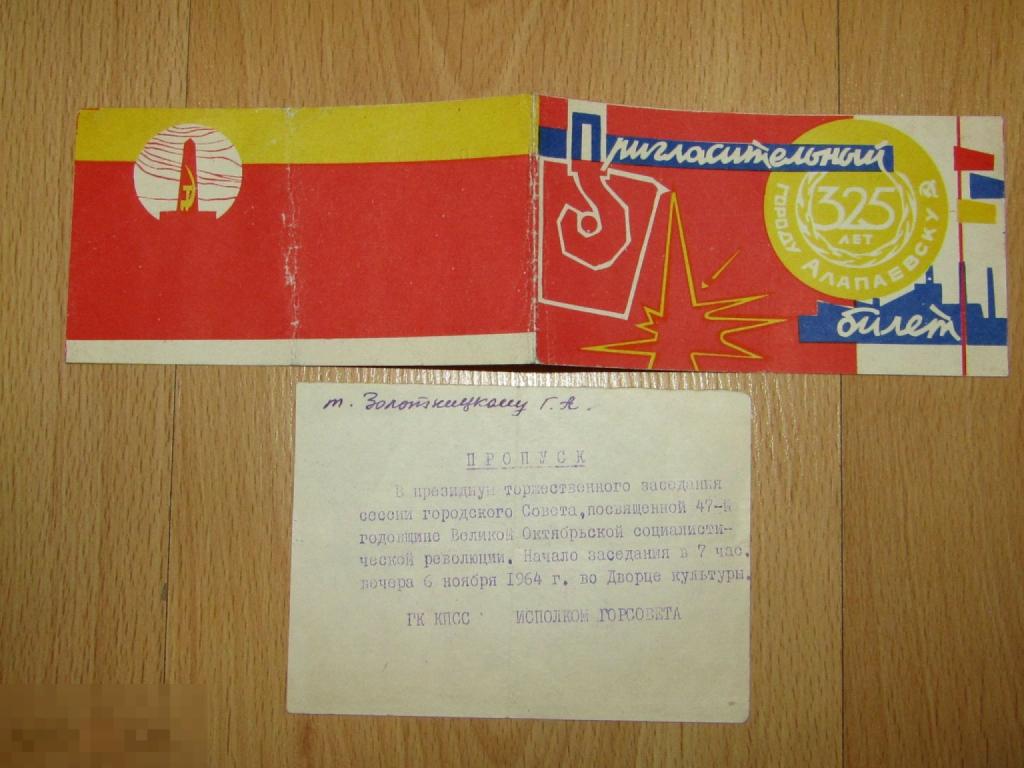 Пригласительный
325
ЛЕТ
ГОРОДУ АЛАПАЕВСКУ
билет
т. Золотницкому Г.А.
ПРОПУСК
В президиум торжественного заседания
сессии городского Совета, посвященной 47-й
годовщине Великой Октябрьской социалисти-
ческой революции. Начало заседания в 7 час.
вечера 6 ноября 1964 г. во Дворце культуры.
ГК КПСС ИСПОЛКОМ ГОРСОВЕТА